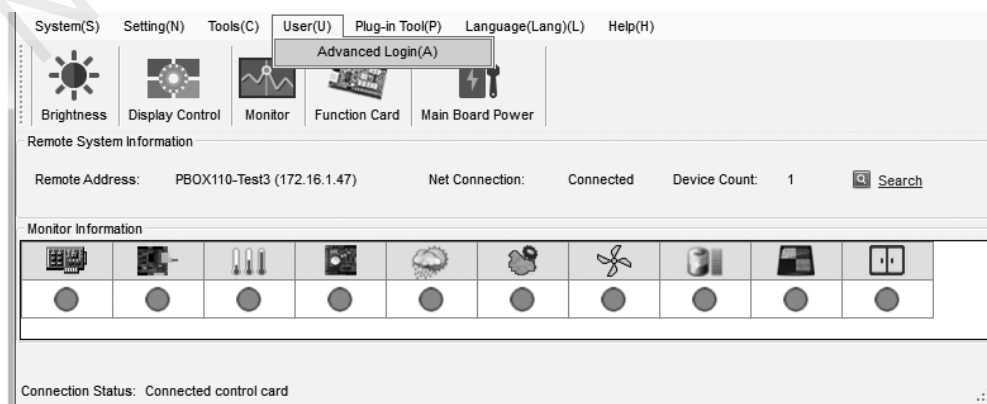 System(S) Setting(N) Tools(C) User(U) Plug-in Tool(P) Language(Lang)(L) Help(H)
Advanced Login(A)
Brightness Display Control Monitor Function Card Main Board Power
Remote System Information
Remote Address: PBOX110-Test3 (172.16.1.47) Net Connection: Connected Device Count: 1 Search
Monitor Information
Connection Status: Connected control card